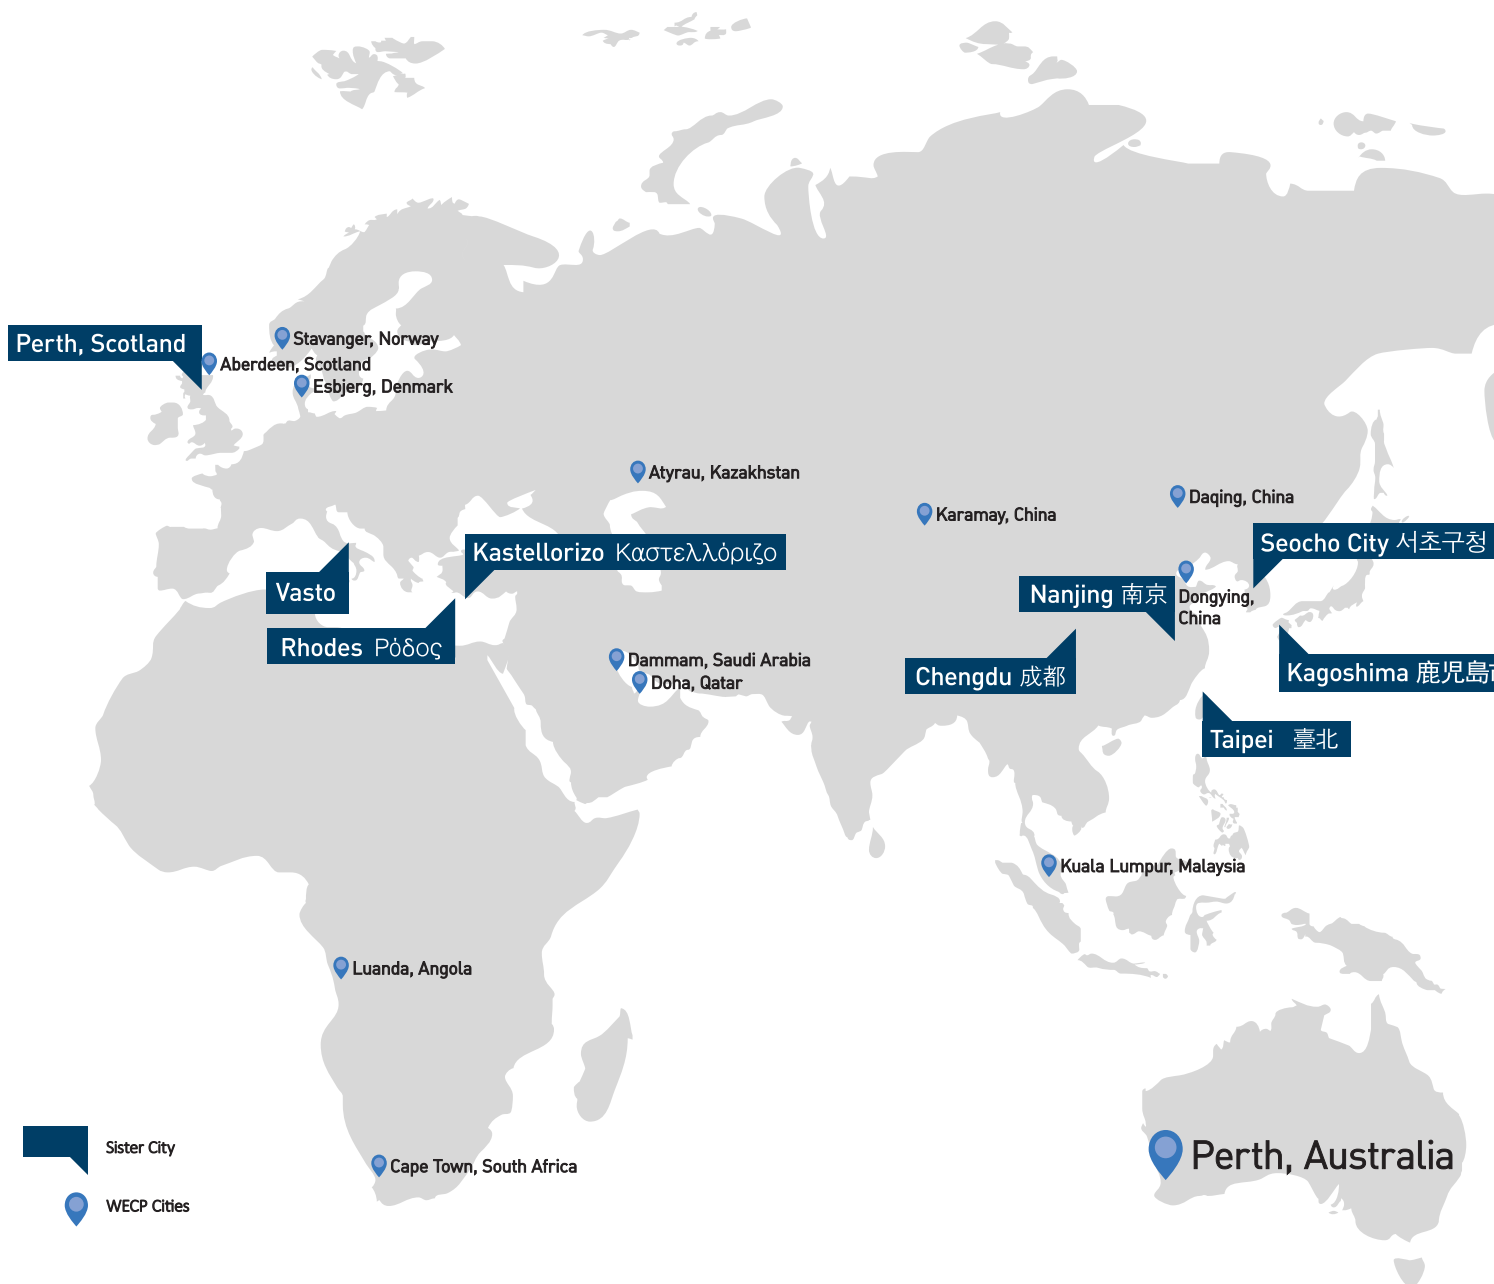 Stavanger, Norway
Perth, Scotland
Aberdeen, Scotland
Esbjerg, Denmark
Atyrau, Kazakhstan
Daqing, China
Karamay, China
Seocho City 서초구청
Kastellorizo Καστελλόριζο
Vasto
Nanjing 南京
Dongying,
China
Rhodes Ρόδος
Dammam, Saudi Arabia
Doha, Qatar
Chengdu 成都
Kagoshima 鹿児島
Taipei 臺北
Kuala Lumpur, Malaysia
Luanda, Angola
Perth, Australia
Cape Town, South Africa
Sister City
WECP Cities